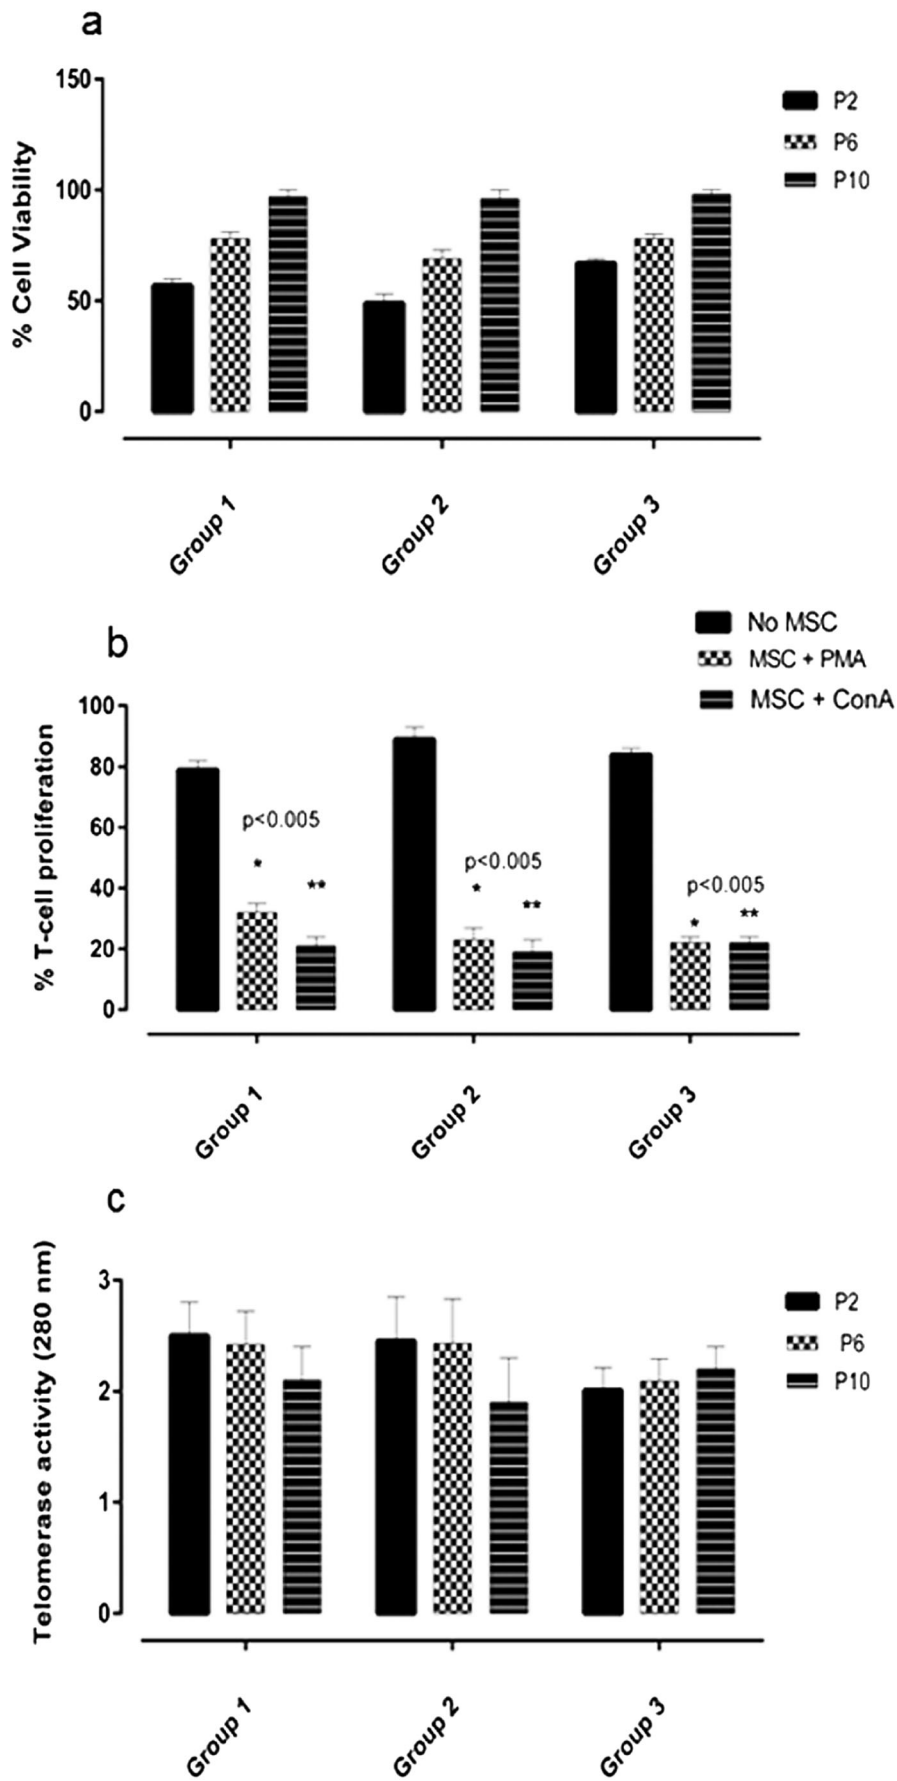 a
150
100
50
0
% Cell Viability
P2
P6
P10
Group 1
Group 2
Group 3
b
No MSC
MSC + PMA
MSC + ConA
100
80
60
40
20
0
% T-cell proliferation
p<0.005
*
**
p<0.005
*
**
p<0.005
*
**
Group 1
Group 2
Group 3
c
3
2
1
0
Telomerase activity (280 nm)
P2
P6
P10
Group 1
Group 2
Group 3